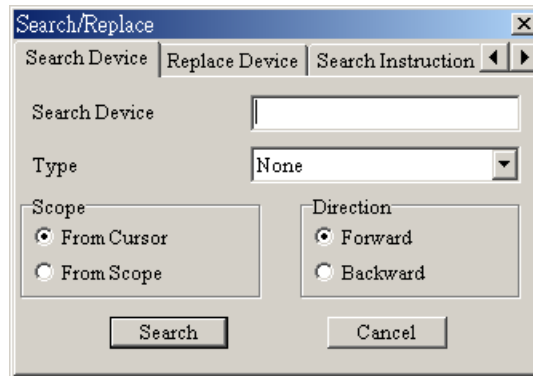 Search/Replace
Search Device Replace Device Search Instruction
Search Device
Type None
Scope Direction
From Cursor Forward
From Scope Backward
Search Cancel